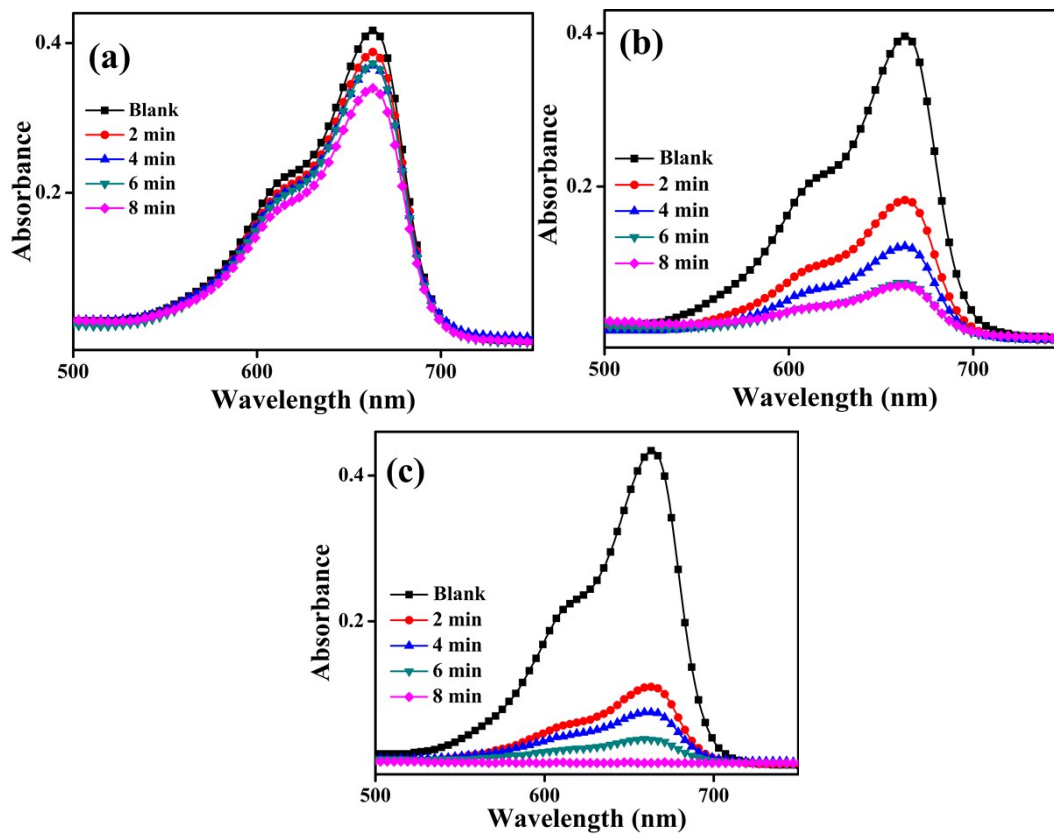 (a)
0.4
0.2
Absorbance
Blank
2 min
4 min
6 min
8 min
500
600
700
Wavelength (nm)
(b)
0.4
0.2
Absorbance
Blank
2 min
4 min
6 min
8 min
500
600
700
Wavelength (nm)
(c)
0.4
0.2
Absorbance
Blank
2 min
4 min
6 min
8 min
500
600
700
Wavelength (nm)